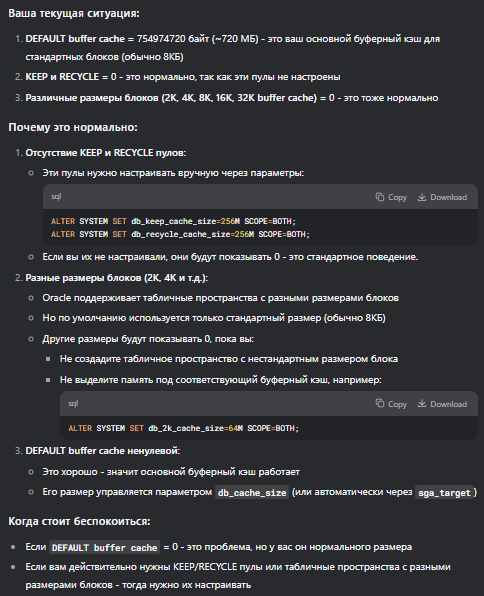 Ваша текущая ситуация:
1. DEFAULT buffer cache = 754974720 байт (~720 МБ) - это ваш основной буферный кэш для
стандартных блоков (обычно 8КБ)
2. KEEP и RECYCLE = 0 - это нормально, так как эти пулы не настроены
3. Различные размеры блоков (2K, 4K, 8K, 16K, 32K buffer cache) = 0 - это тоже нормально
Почему это нормально:
1. Отсутствие KEEP и RECYCLE пулов:
Эти пулы нужно настраивать вручную через параметры:
sql Copy Download
ALTER SYSTEM SET db_keep_cache_size=256M SCOPE=BOTH;
ALTER SYSTEM SET db_recycle_cache_size=256M SCOPE=BOTH;
Если вы их не настраивали, они будут показывать 0 - это стандартное поведение.
2. Разные размеры блоков (2K, 4K и т.д.):
Oracle поддерживает табличные пространства с разными размерами блоков
Но по умолчанию используется только стандартный размер (обычно 8КБ)
Другие размеры будут показывать 0, пока вы:
Не создадите табличное пространство с нестандартным размером блока
Не выделите память под соответствующий буферный кэш, например:
sql Copy Download
ALTER SYSTEM SET db_2k_cache_size=64M SCOPE=BOTH;
3. DEFAULT buffer cache ненулевой:
Это хорошо - значит основной буферный кэш работает
Его размер управляется параметром db_cache_size (или автоматически через sga_target)
Когда стоит беспокоиться:
Если DEFAULT buffer cache = 0 - это проблема, но у вас он нормального размера
Если вам действительно нужны KEEP/RECYCLE пулы или табличные пространства с разными
размерами блоков - тогда нужно их настроить